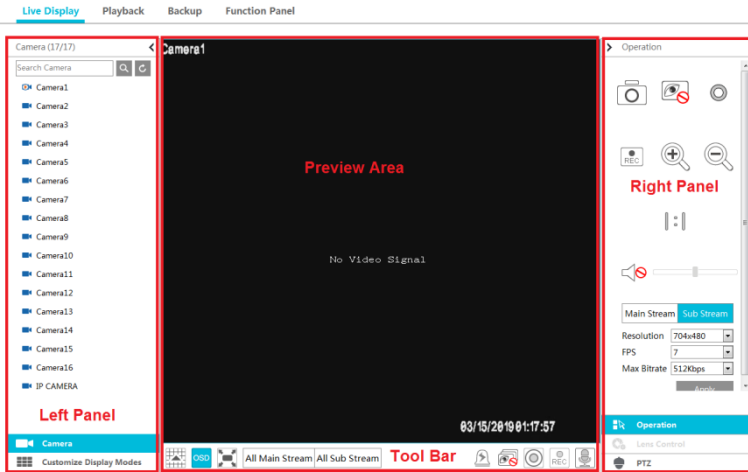 Live Display Playback Backup Function Panel
Camera (17/17)
Search Camera
Camera1
Camera2
Camera3
Camera4
Camera5
Camera6
Camera7
Camera8
Camera9
Camera10
Camera11
Camera12
Camera13
Camera14
Camera15
Camera16
IP CAMERA
Left Panel
Camera
Customize Display Modes
Camera1
Preview Area
No Video Signal
03/15/2019 01:17:57
OSD All Main Stream All Sub Stream Tool Bar REC
Operation
REC
Right Panel
1:1
Main Stream Sub Stream
Resolution 704x480
FPS 7
Max Bitrate 512Kbps
Apply
Operation
Lens Control
PTZ